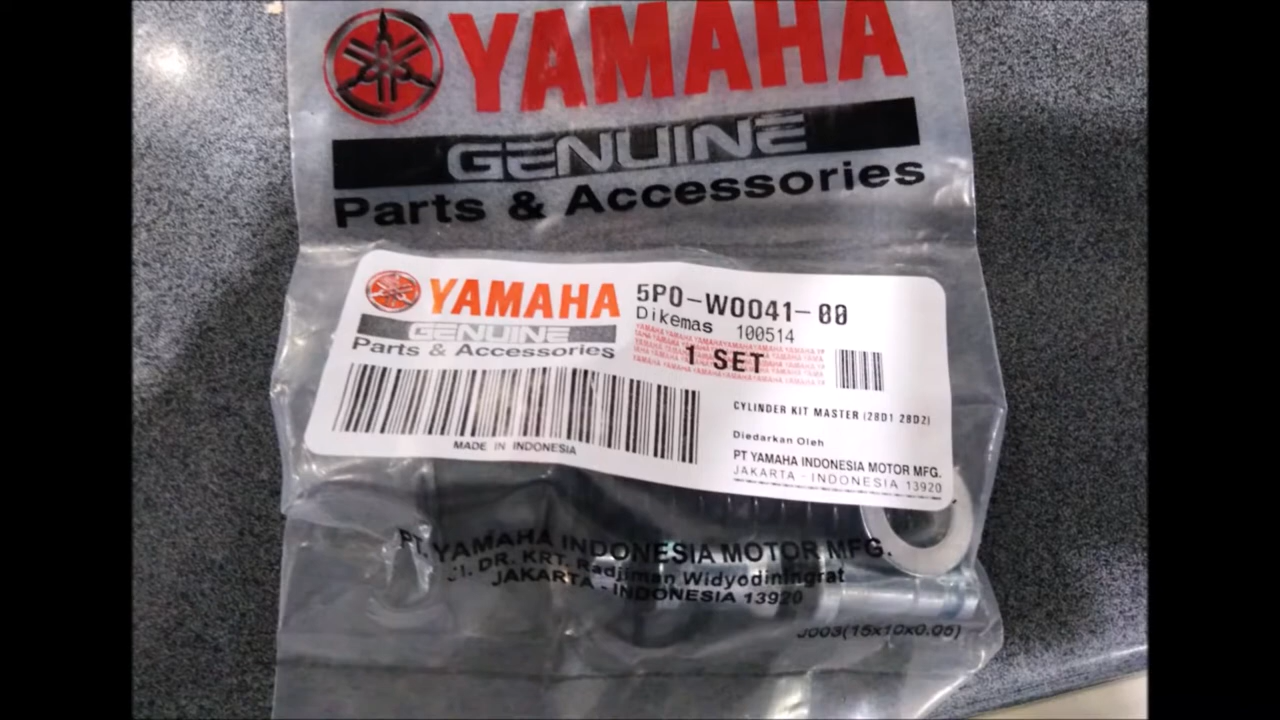 YAMAHA
GENUINE
Parts & Accessories
YAMAHA
GENUINE
Parts & Accessories
5P0-W0041-00
Dikemas 100514
1 SET
MADE IN INDONESIA
CYLINDER KIT MASTER (28D1 28D2)
Diedarkan Oleh
PT YAMAHA INDONESIA MOTOR MFG.
JAKARTA - INDONESIA 13920
PT. YAMAHA INDONESIA MOTOR MFG.
Jl. DR. KRT. Radjiman Widyodiningrat
JAKARTA - INDONESIA 13920
J003(15x10x0.05)